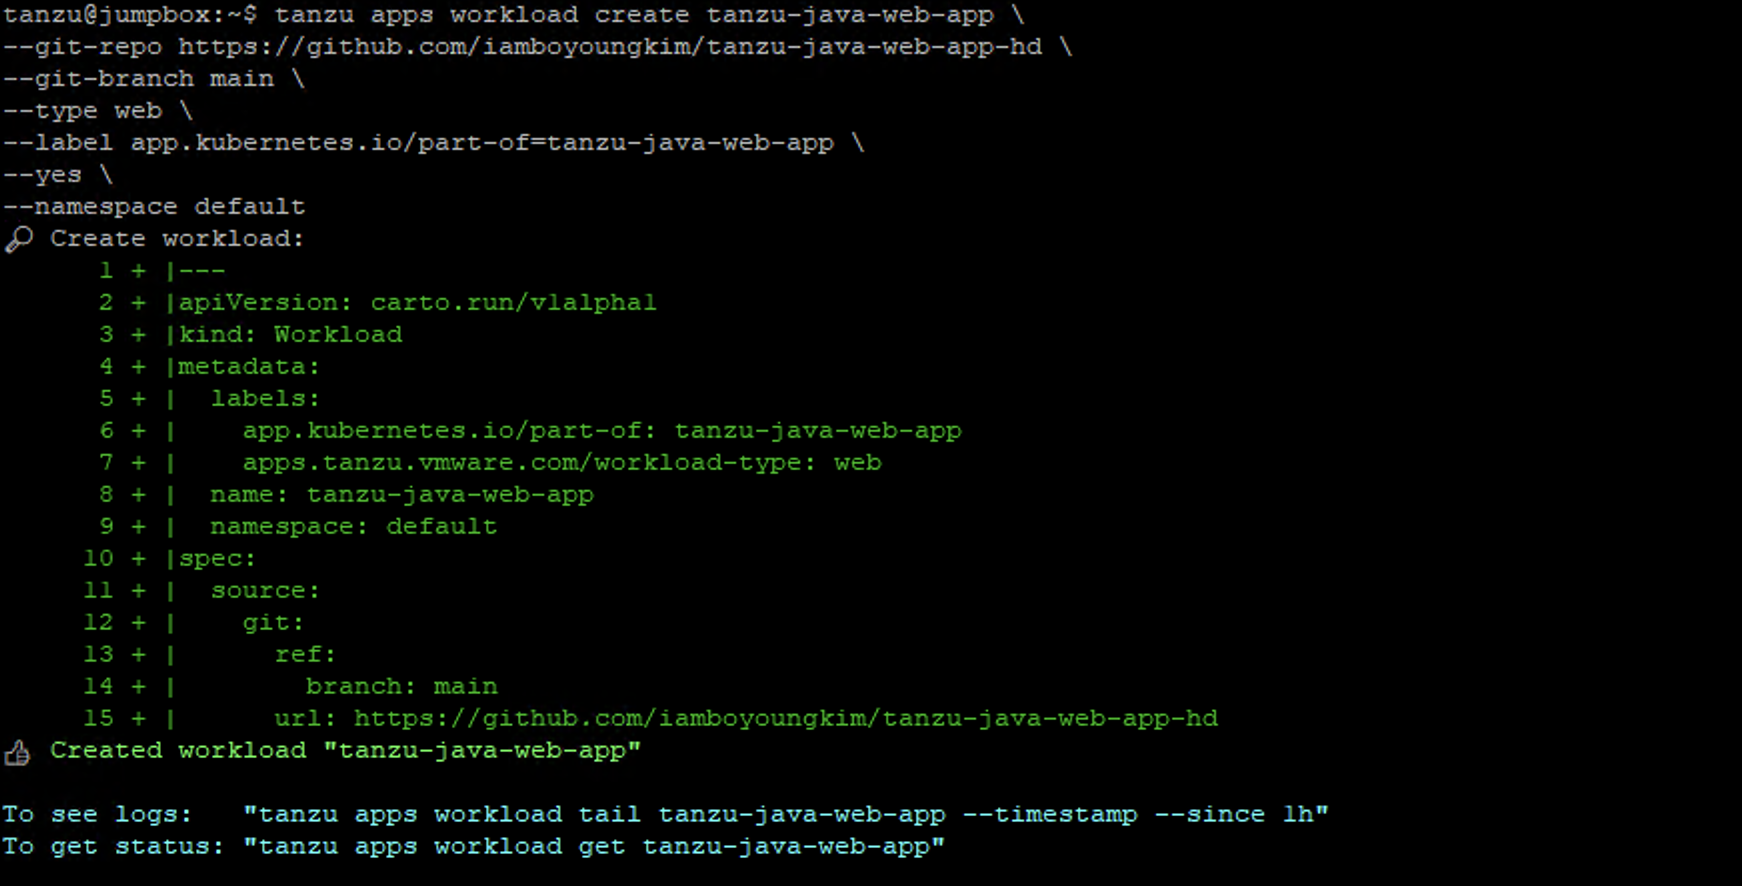 tanzu@jumpbox:~$ tanzu apps workload create tanzu-java-web-app \
--git-repo https://github.com/iamboyoungkim/tanzu-java-web-app-hd \
--git-branch main \
--type web \
--label app.kubernetes.io/part-of=tanzu-java-web-app \
--yes \
--namespace default
🔎 Create workload:
      1 + |---
      2 + |apiVersion: carto.run/v1alpha1
      3 + |kind: Workload
      4 + |metadata:
      5 + |  labels:
      6 + |    app.kubernetes.io/part-of: tanzu-java-web-app
      7 + |    apps.tanzu.vmware.com/workload-type: web
      8 + |  name: tanzu-java-web-app
      9 + |  namespace: default
     10 + |spec:
     11 + |  source:
     12 + |    git:
     13 + |      ref:
     14 + |        branch: main
     15 + |      url: https://github.com/iamboyoungkim/tanzu-java-web-app-hd
👍 Created workload "tanzu-java-web-app"

To see logs:   "tanzu apps workload tail tanzu-java-web-app --timestamp --since 1h"
To get status: "tanzu apps workload get tanzu-java-web-app"